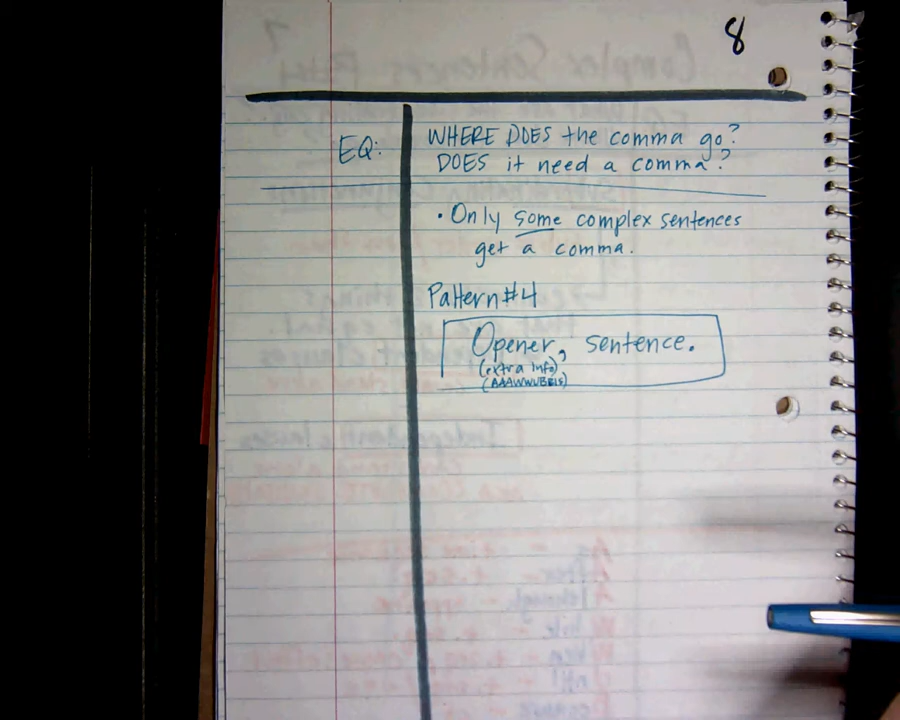 8
EQ:
WHERE DOES the comma go?
DOES it need a comma?
• Only some complex sentences
get a comma.
Pattern #4
Opener, sentence.
(extra info)
(AAAWWUBBIS)